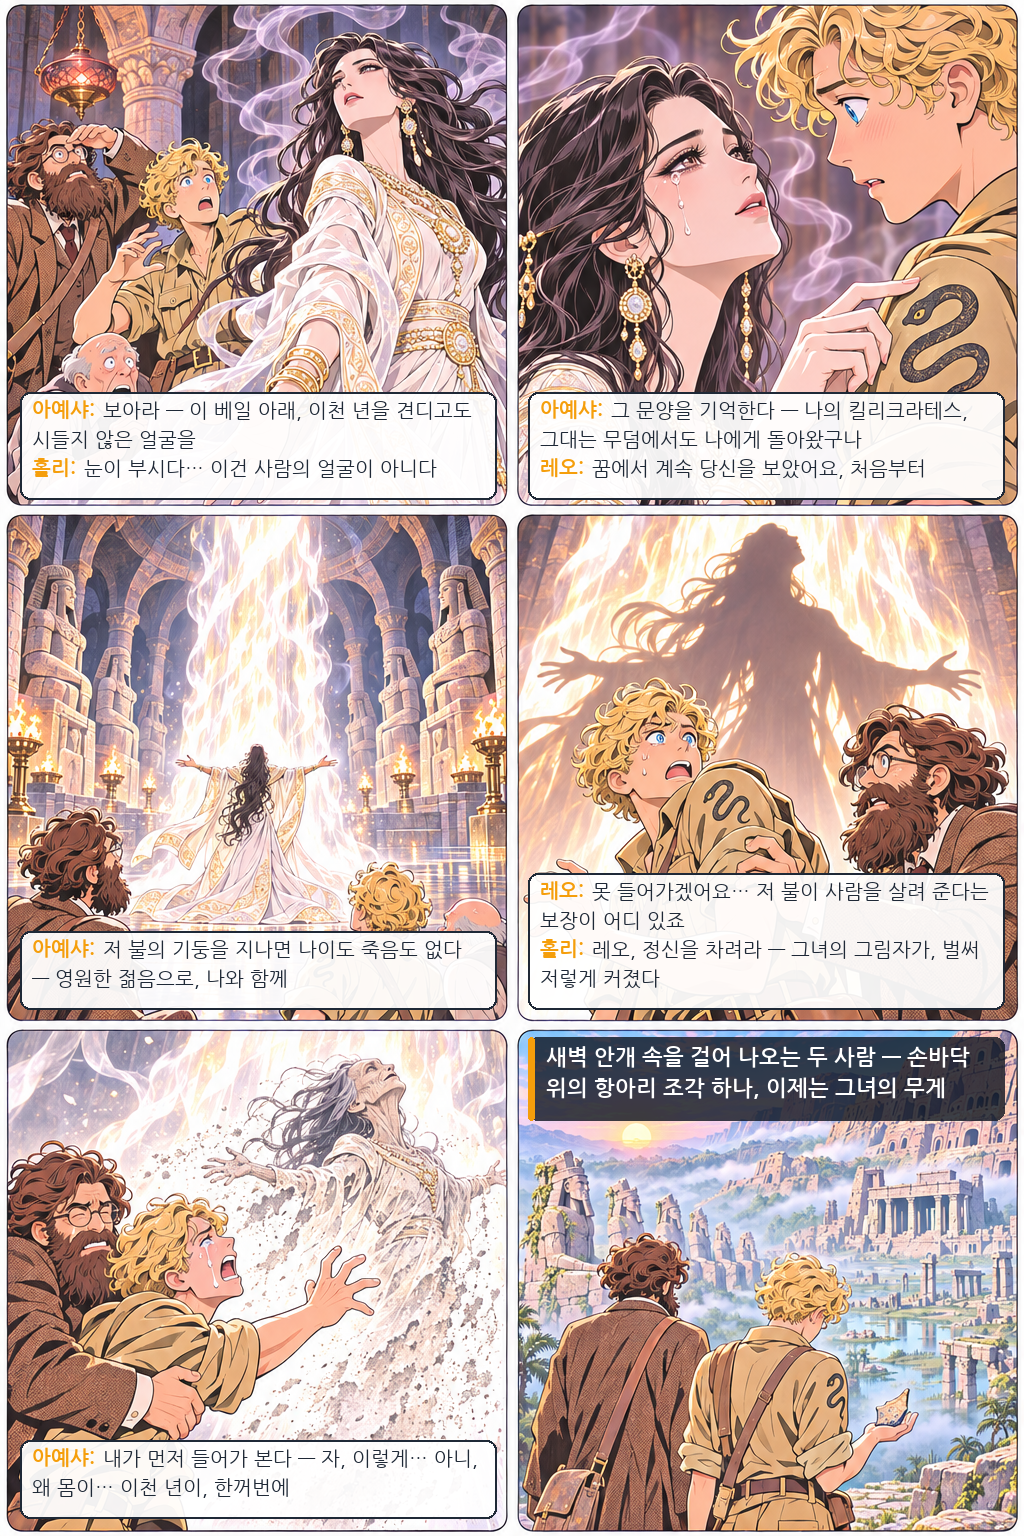 아예샤: 보아라 — 이 베일 아래, 이천 년을 견디고도
시들지 않은 얼굴을
홀리: 눈이 부시다… 이건 사람의 얼굴이 아니다
아예샤: 그 문양을 기억한다 — 나의 킬리크라테스,
그대는 무덤에서도 나에게 돌아왔구나
레오: 꿈에서 계속 당신을 보았어요, 처음부터
아예샤: 저 불의 기둥을 지나면 나이도 죽음도 없다
— 영원한 젊음으로, 나와 함께
레오: 못 들어가겠어요… 저 불이 사람을 살려 준다는
보장이 어디 있죠
홀리: 레오, 정신을 차려라 — 그녀의 그림자가, 벌써
저렇게 커졌다
아예샤: 내가 먼저 들어가 본다 — 자, 이렇게… 아니,
왜 몸이… 이천 년이, 한꺼번에
새벽 안개 속을 걸어 나오는 두 사람 — 손바닥
위의 항아리 조각 하나, 이제는 그녀의 무게